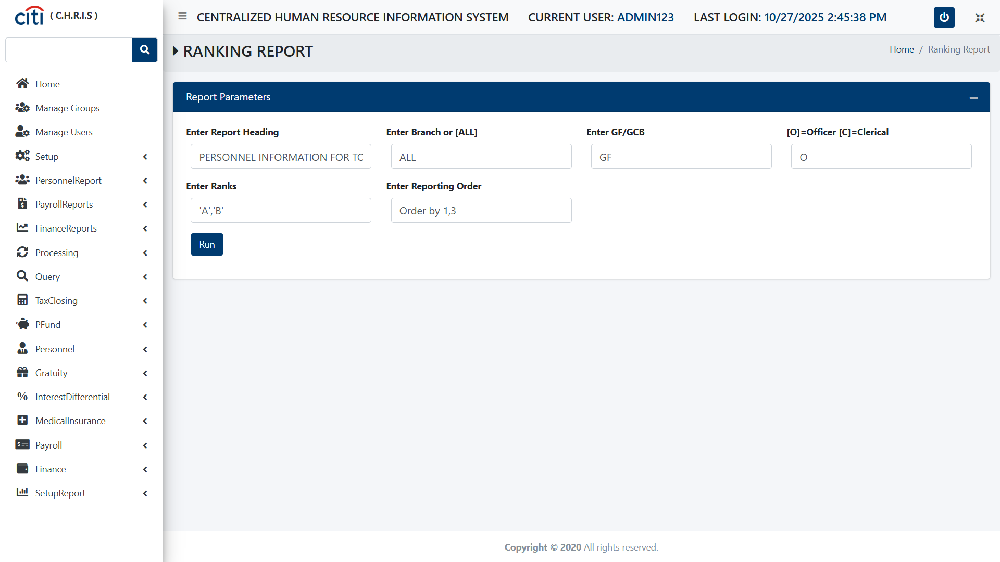 citi ( C.H.R.I.S )
CENTRALIZED HUMAN RESOURCE INFORMATION SYSTEM CURRENT USER: ADMIN123 LAST LOGIN: 10/27/2025 2:45:38 PM
RANKING REPORT
Home / Ranking Report
Home
Manage Groups
Manage Users
Setup
PersonnelReport
PayrollReports
FinanceReports
Processing
Query
TaxClosing
PFund
Personnel
Gratuity
% InterestDifferential
MedicalInsurance
Payroll
Finance
SetupReport
Report Parameters
Enter Report Heading
PERSONNEL INFORMATION FOR TC
Enter Branch or [ALL]
ALL
Enter GF/GCB
GF
[O]=Officer [C]=Clerical
O
Enter Ranks
'A','B'
Enter Reporting Order
Order by 1,3
Run
Copyright © 2020 All rights reserved.